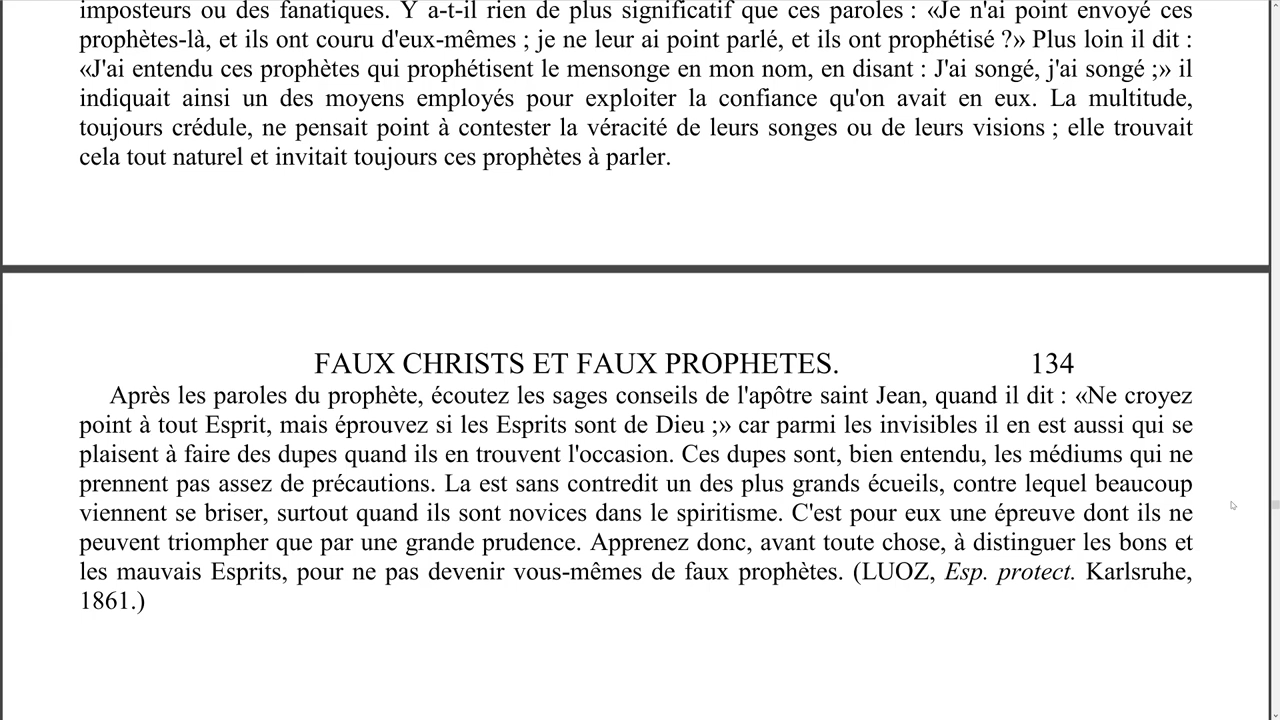 imposteurs ou des fanatiques. Y a-t-il rien de plus significatif que ces paroles : «Je n'ai point envoyé ces
prophètes-là, et ils ont couru d'eux-mêmes ; je ne leur ai point parlé, et ils ont prophétisé ?» Plus loin il dit :
«J'ai entendu ces prophètes qui prophétisent le mensonge en mon nom, en disant : J'ai songé, j'ai songé ;» il
indiquait ainsi un des moyens employés pour exploiter la confiance qu'on avait en eux. La multitude,
toujours crédule, ne pensait point à contester la véracité de leurs songes ou de leurs visions ; elle trouvait
cela tout naturel et invitait toujours ces prophètes à parler.
FAUX CHRISTS ET FAUX PROPHETES. 134
Après les paroles du prophète, écoutez les sages conseils de l'apôtre saint Jean, quand il dit : «Ne croyez
point à tout Esprit, mais éprouvez si les Esprits sont de Dieu ;» car parmi les invisibles il en est aussi qui se
plaisent à faire des dupes quand ils en trouvent l'occasion. Ces dupes sont, bien entendu, les médiums qui ne
prennent pas assez de précautions. La est sans contredit un des plus grands écueils, contre lequel beaucoup
viennent se briser, surtout quand ils sont novices dans le spiritisme. C'est pour eux une épreuve dont ils ne
peuvent triompher que par une grande prudence. Apprenez donc, avant toute chose, à distinguer les bons et
les mauvais Esprits, pour ne pas devenir vous-mêmes de faux prophètes. (LUOZ, Esp. protect. Karlsruhe,
1861.)